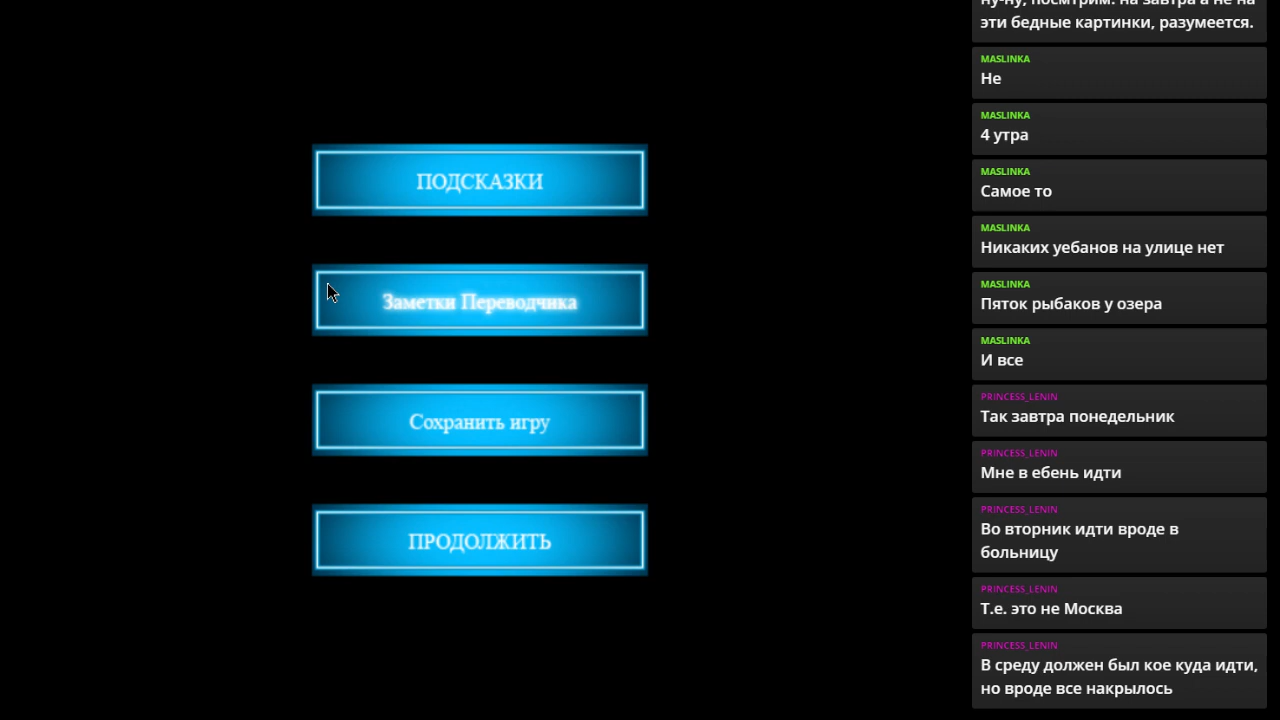 ПОДСКАЗКИ
Заметки Переводчика
Сохранить игру
ПРОДОЛЖИТЬ
эти бедные картинки, разумеется.
MASLINKA
Не
MASLINKA
4 утра
MASLINKA
Самое то
MASLINKA
Никаких уебанов на улице нет
MASLINKA
Пяток рыбаков у озера
MASLINKA
И все
PRINCESS_LENIN
Так завтра понедельник
PRINCESS_LENIN
Мне в ебень идти
PRINCESS_LENIN
Во вторник идти вроде в
больницу
PRINCESS_LENIN
Т.е. это не Москва
PRINCESS_LENIN
В среду должен был кое куда идти,
но вроде все накрылось